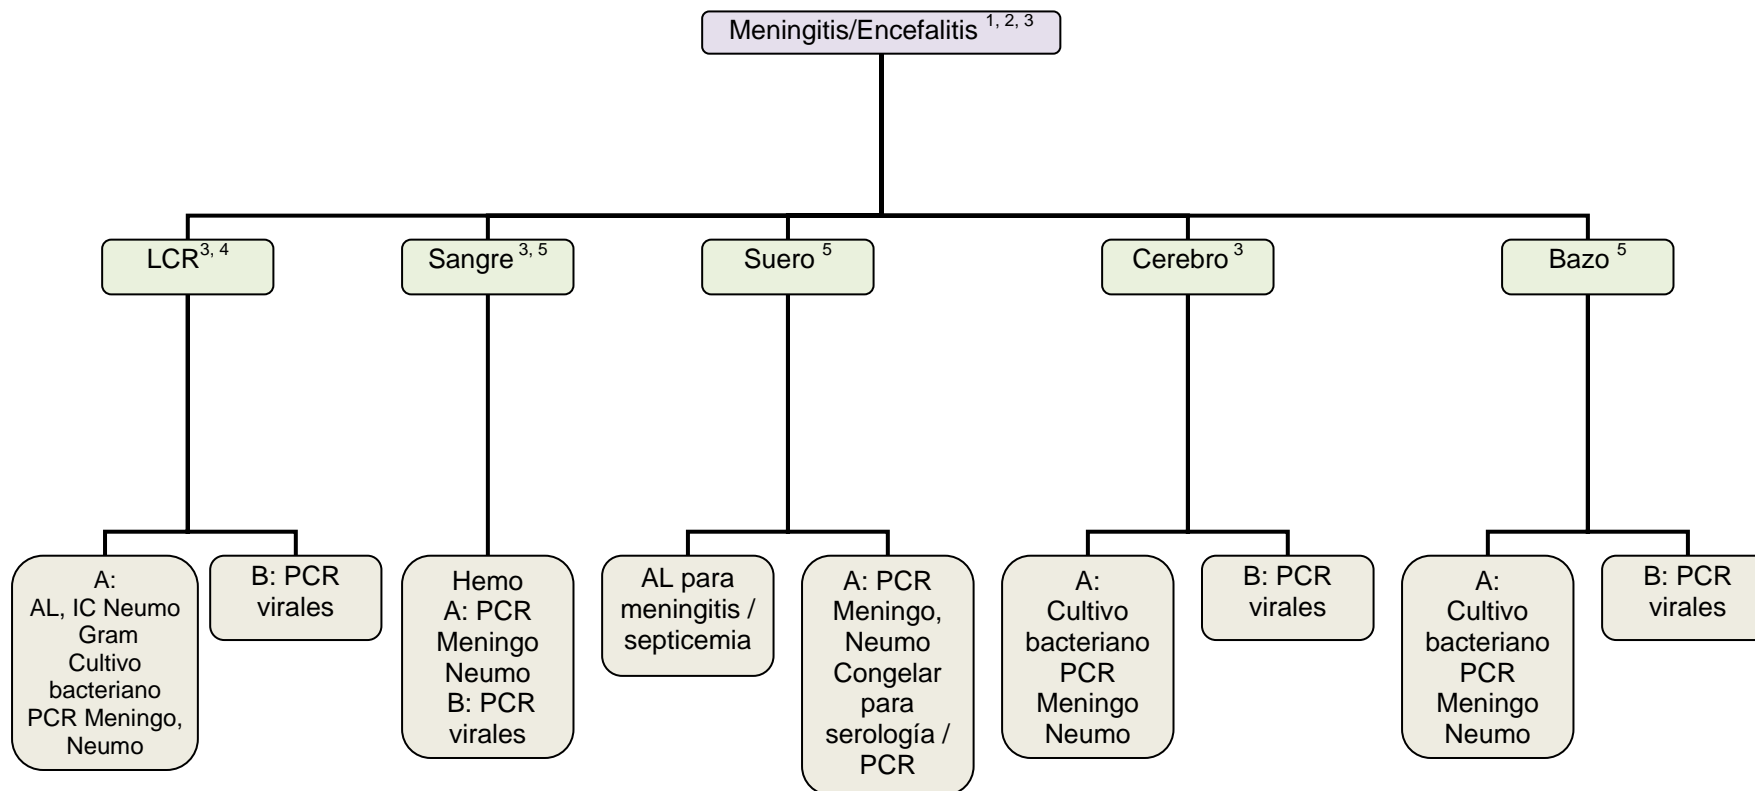 Meningitis/Encefalitis 1, 2, 3
LCR3, 4
Sangre 3, 5
Suero 5
Cerebro 3
Bazo 5
A:
AL, IC Neumo
Gram
Cultivo
bacteriano
PCR Meningo,
Neumo
B: PCR
virales
Hemo
A: PCR
Meningo
Neumo
B: PCR
virales
AL para
meningitis /
septicemia
A: PCR
Meningo,
Neumo
Congelar
para
serología /
PCR
A:
Cultivo
bacteriano
PCR
Meningo
Neumo
B: PCR
virales
A:
Cultivo
bacteriano
PCR
Meningo
Neumo
B: PCR
virales